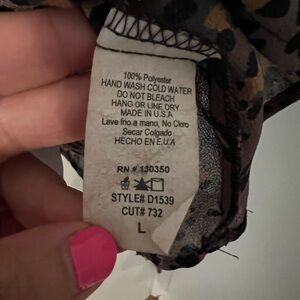 100% Polyester
HAND WASH COLD WATER
DO NOT BLEACH
HANG OR LINE DRY
MADE IN U.S.A
Lave frio a mano, No Cloro
Secar Colgado
HECHO EN E.U.A
RN # 130350
STYLE# D1539
CUT# 732
L